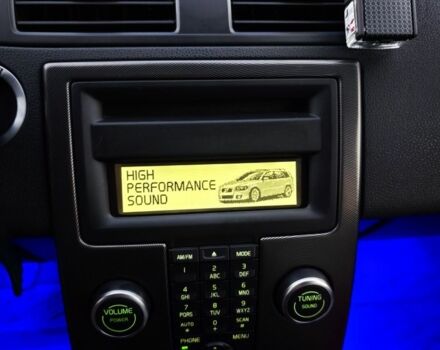 HIGH
PERFORMANCE
SOUND
AM/FM
MODE
1
2
ABC
3
DEF
4
GHI
5
JKL
6
MNO
7
PQRS
8
TUV
9
WXYZ
AUTO
0
SCAN
PHONE
MENU
VOLUME
POWER
TUNING
SOUND